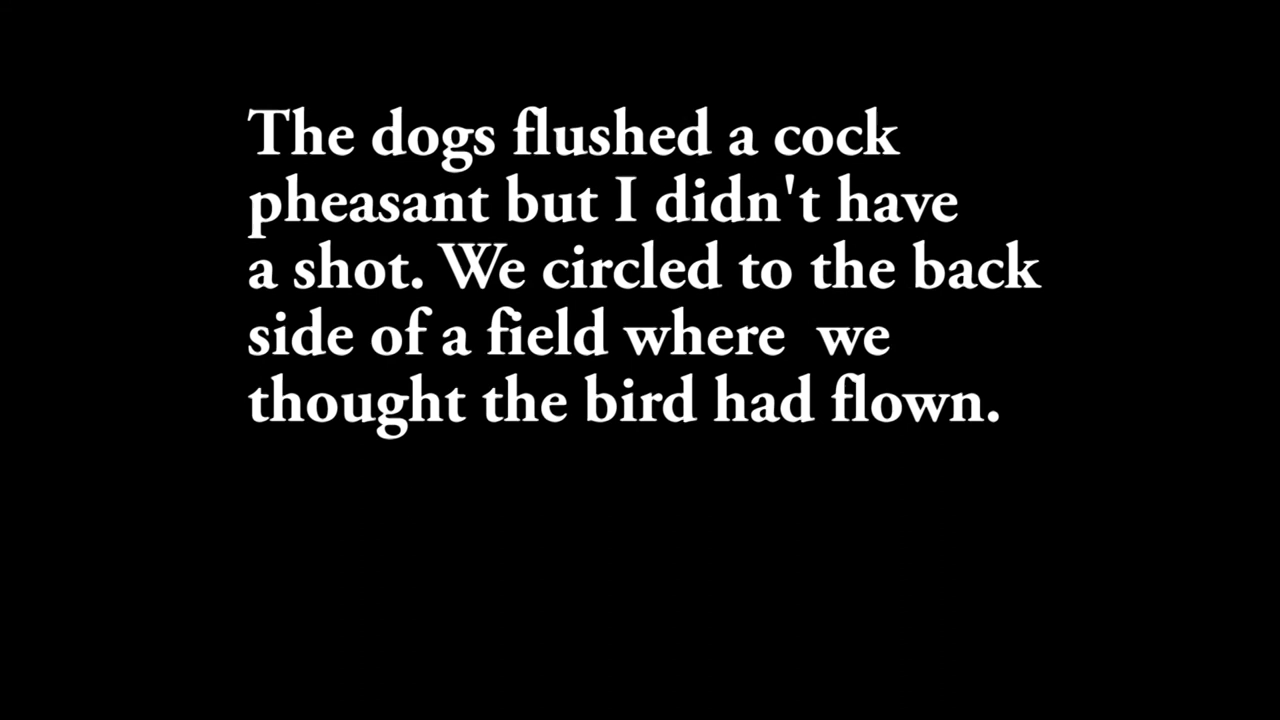 The dogs flushed a cock
pheasant but I didn't have
a shot. We circled to the back
side of a field where  we
thought the bird had flown.